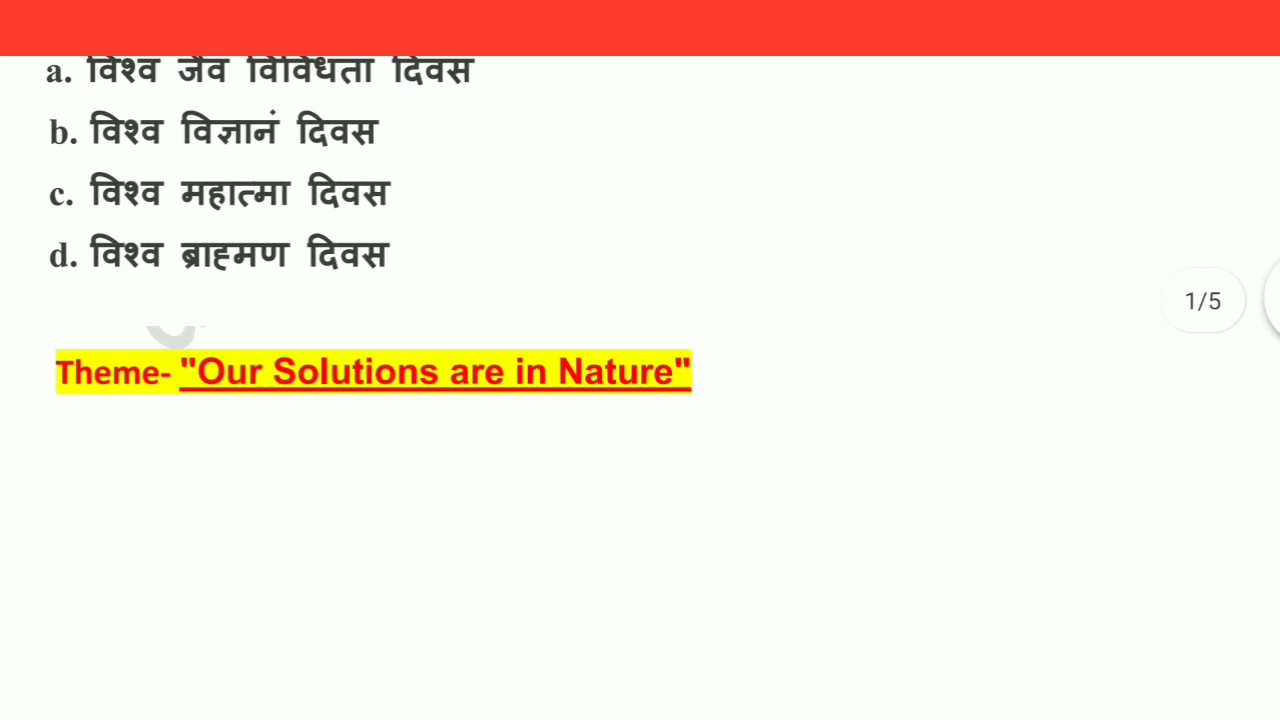 a. विश्व जैव विविधता दिवस
b. विश्व विज्ञानं दिवस
c. विश्व महात्मा दिवस
d. विश्व ब्राह्मण दिवस
1/5
Theme- "Our Solutions are in Nature"